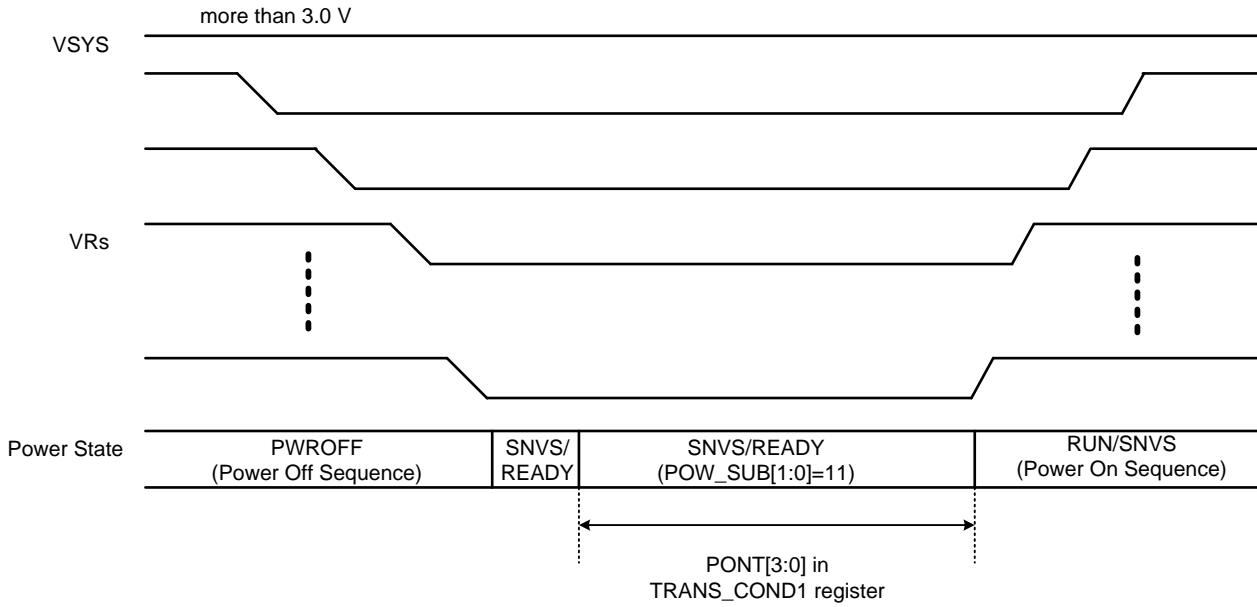 more than 3.0 V
VSYS
VRs
Power State
PWROFF
(Power Off Sequence)
SNVS/
READY
SNVS/READY
(POW_SUB[1:0]=11)
RUN/SNVS
(Power On Sequence)
PONT[3:0] in
TRANS_COND1 register